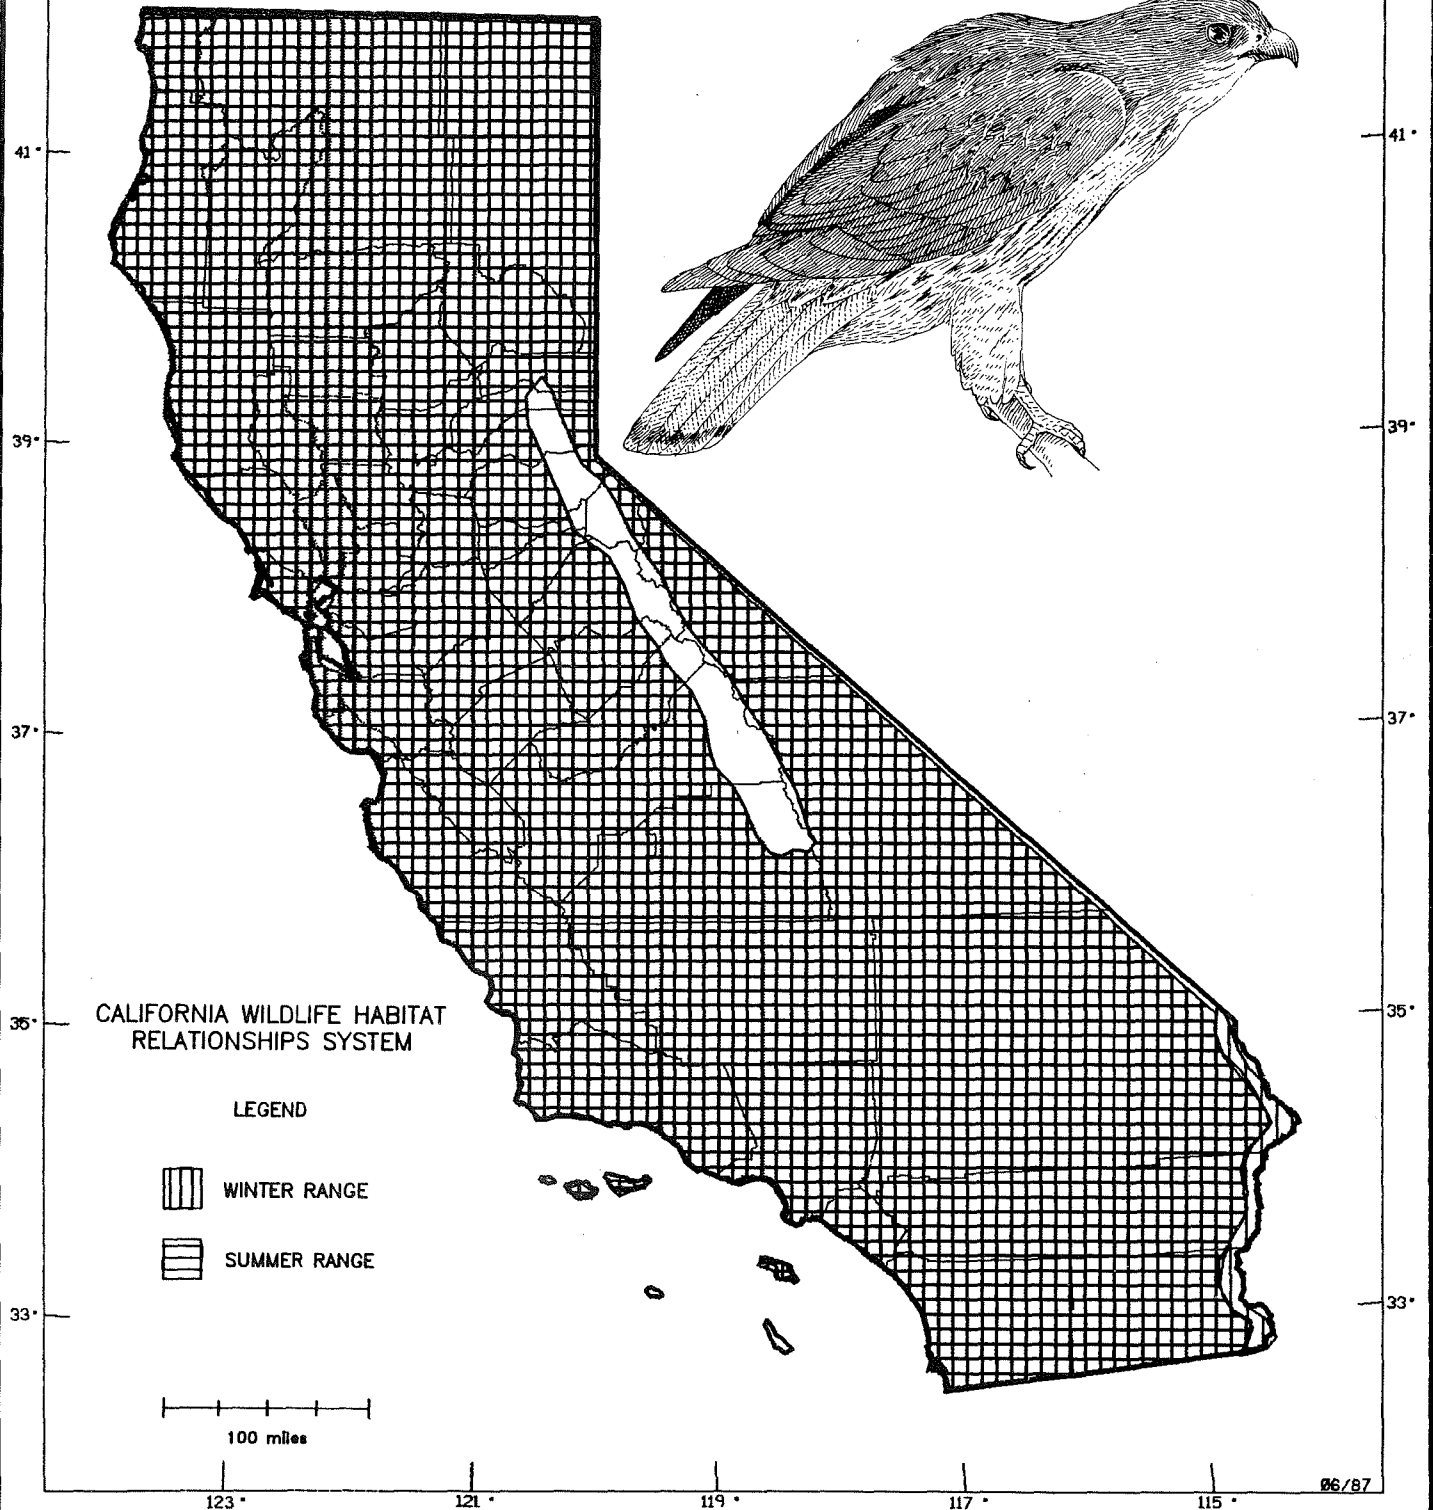 41°
41°
39°
39°
37°
37°
35°
35°
CALIFORNIA WILDLIFE HABITAT
RELATIONSHIPS SYSTEM
LEGEND
WINTER RANGE
SUMMER RANGE
33°
33°
100 miles
06/87
123°
121°
119°
117°
115°